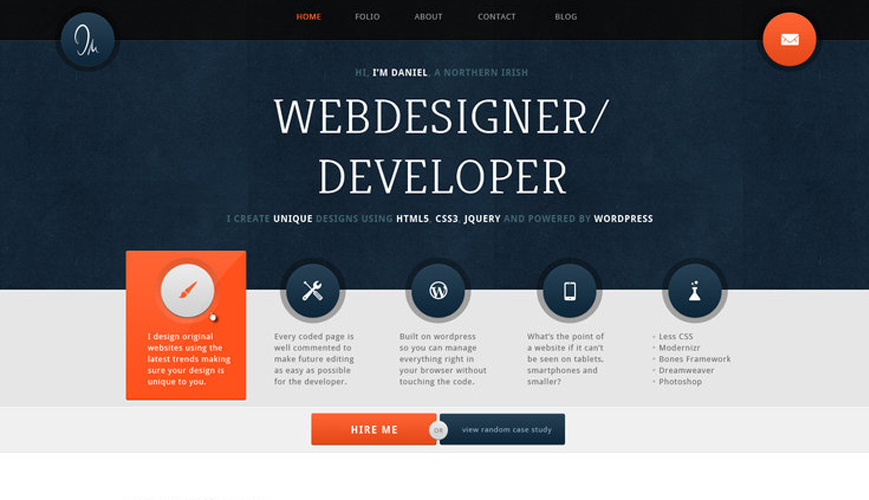 HOME FOLIO ABOUT CONTACT BLOG
HI, I'M DANIEL, A NORTHERN IRISH
WEBDESIGNER/
DEVELOPER
I CREATE UNIQUE DESIGNS USING HTML5, CSS3, JQUERY AND POWERED BY WORDPRESS
I design original
websites using the
latest trends making
sure your design is
unique to you.
Every coded page is
well commented to
make future editing
as easy as possible
for the developer.
Built on wordpress
so you can manage
everything right in
your browser without
touching the code.
What's the point of
a website if it can't
be seen on tablets,
smartphones and
smaller?
Less CSS
Modernizr
Bones Framework
Dreamweaver
Photoshop
HIRE ME OR view random case study